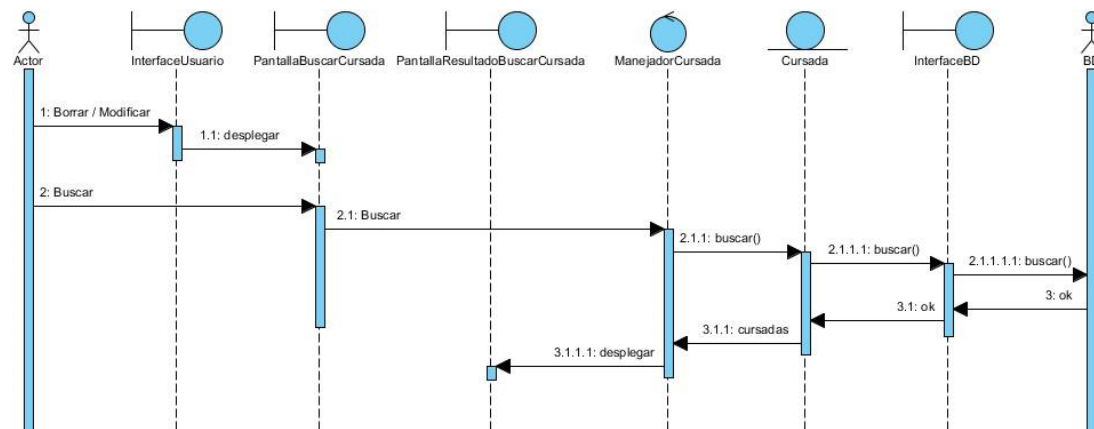 Actor
InterfaceUsuario
PantallaBuscarCursada
PantallaResultadoBuscarCursada
ManejadorCursada
Cursada
InterfaceBD
BD
1: Borrar / Modificar
1.1: desplegar
2: Buscar
2.1: Buscar
2.1.1: buscar()
2.1.1.1: buscar()
2.1.1.1.1: buscar()
3: ok
3.1: ok
3.1.1: cursadas
3.1.1.1: desplegar